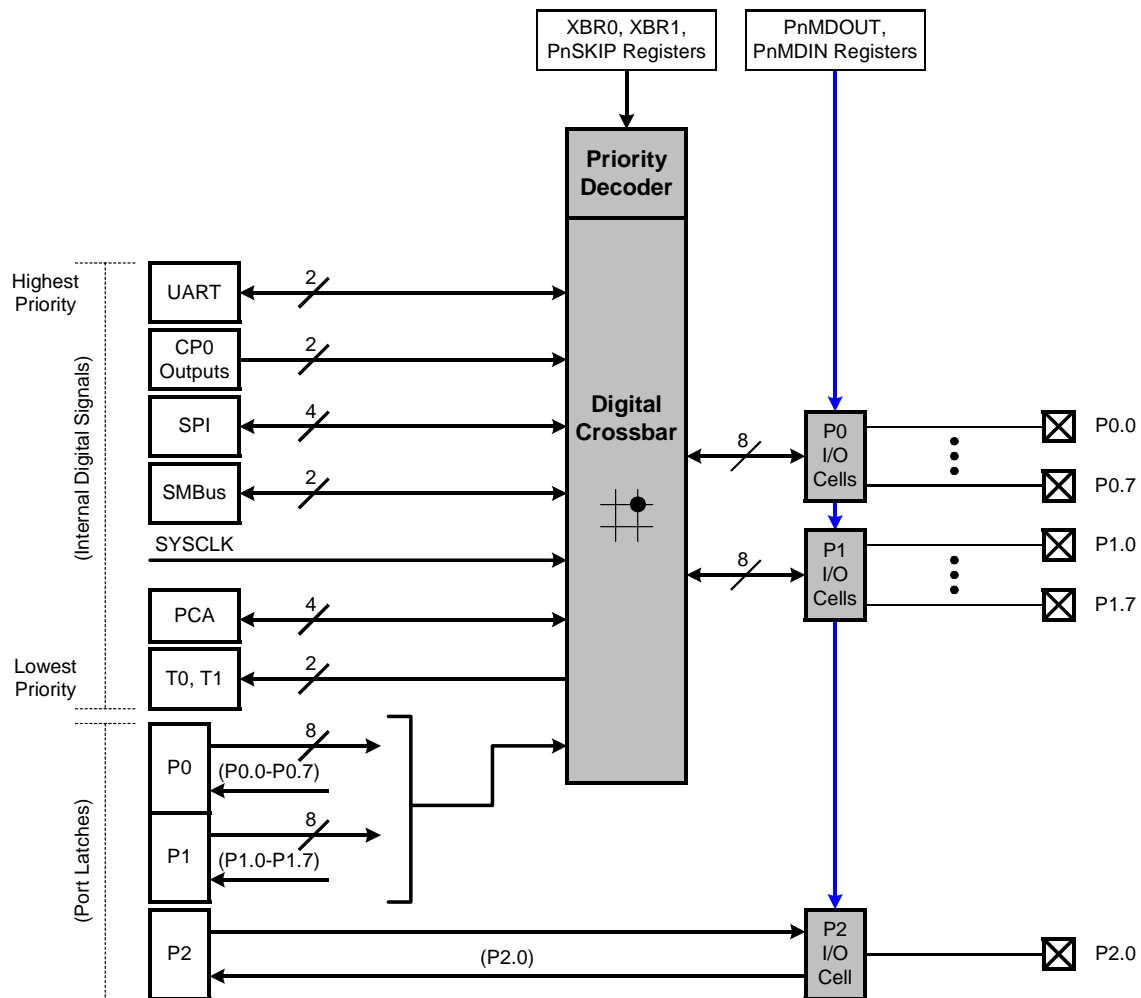 XBR0, XBR1,
PnSKIP Registers
PnMDOUT,
PnMDIN Registers
Priority
Decoder
Highest
Priority
(Internal Digital Signals)
UART
2
CP0
Outputs
2
SPI
4
Digital
Crossbar
SMBus
2
SYSCLK
PCA
4
Lowest
Priority
T0, T1
2
8
P0
I/O
Cells
P0.0
P0.7
8
P1
I/O
Cells
P1.0
P1.7
(Port Latches)
P0
8
(P0.0-P0.7)
P1
8
(P1.0-P1.7)
P2
(P2.0)
P2
I/O
Cell
P2.0